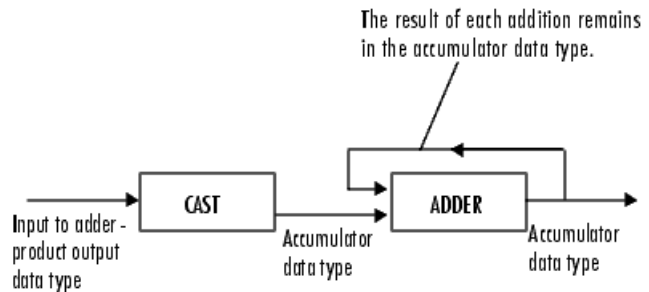 The result of each addition remains
in the accumulator data type.
CAST
ADDER
Input to adder -
product output
data type
Accumulator
data type
Accumulator
data type